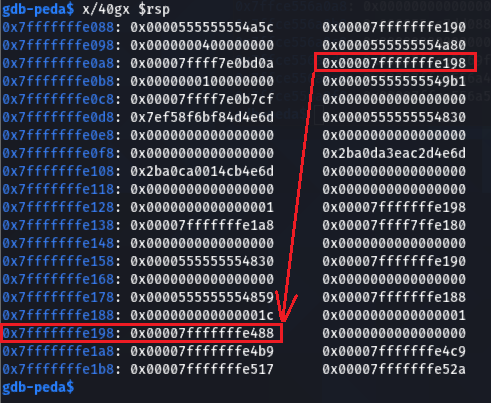 gdb-peda$ x/40gx $rsp
0x7fffffffe088: 0x0000555555554a5c 0x00007fffffffe190
0x7fffffffe098: 0x0000000400000000 0x0000555555554a80
0x7fffffffe0a8: 0x00007ffff7e0bd0a 0x00007fffffffe198
0x7fffffffe0b8: 0x0000000100000000 0x00005555555549b1
0x7fffffffe0c8: 0x00007ffff7e0b7cf 0x0000000000000000
0x7fffffffe0d8: 0x7ef58f6bf84d4e6d 0x0000555555554830
0x7fffffffe0e8: 0x0000000000000000 0x0000000000000000
0x7fffffffe0f8: 0x0000000000000000 0x2ba0da3eac2d4e6d
0x7fffffffe108: 0x2ba0ca0014cb4e6d 0x0000000000000000
0x7fffffffe118: 0x0000000000000000 0x0000000000000000
0x7fffffffe128: 0x0000000000000001 0x00007fffffffe198
0x7fffffffe138: 0x00007fffffffe1a8 0x00007ffff7ffe180
0x7fffffffe148: 0x0000000000000000 0x0000000000000000
0x7fffffffe158: 0x0000555555554830 0x00007fffffffe190
0x7fffffffe168: 0x0000000000000000 0x0000000000000000
0x7fffffffe178: 0x0000555555554859 0x00007fffffffe188
0x7fffffffe188: 0x000000000000001c 0x0000000000000001
0x7fffffffe198: 0x00007fffffffe488 0x0000000000000000
0x7fffffffe1a8: 0x00007fffffffe4b9 0x00007fffffffe4c9
0x7fffffffe1b8: 0x00007fffffffe517 0x00007fffffffe52a
gdb-peda$